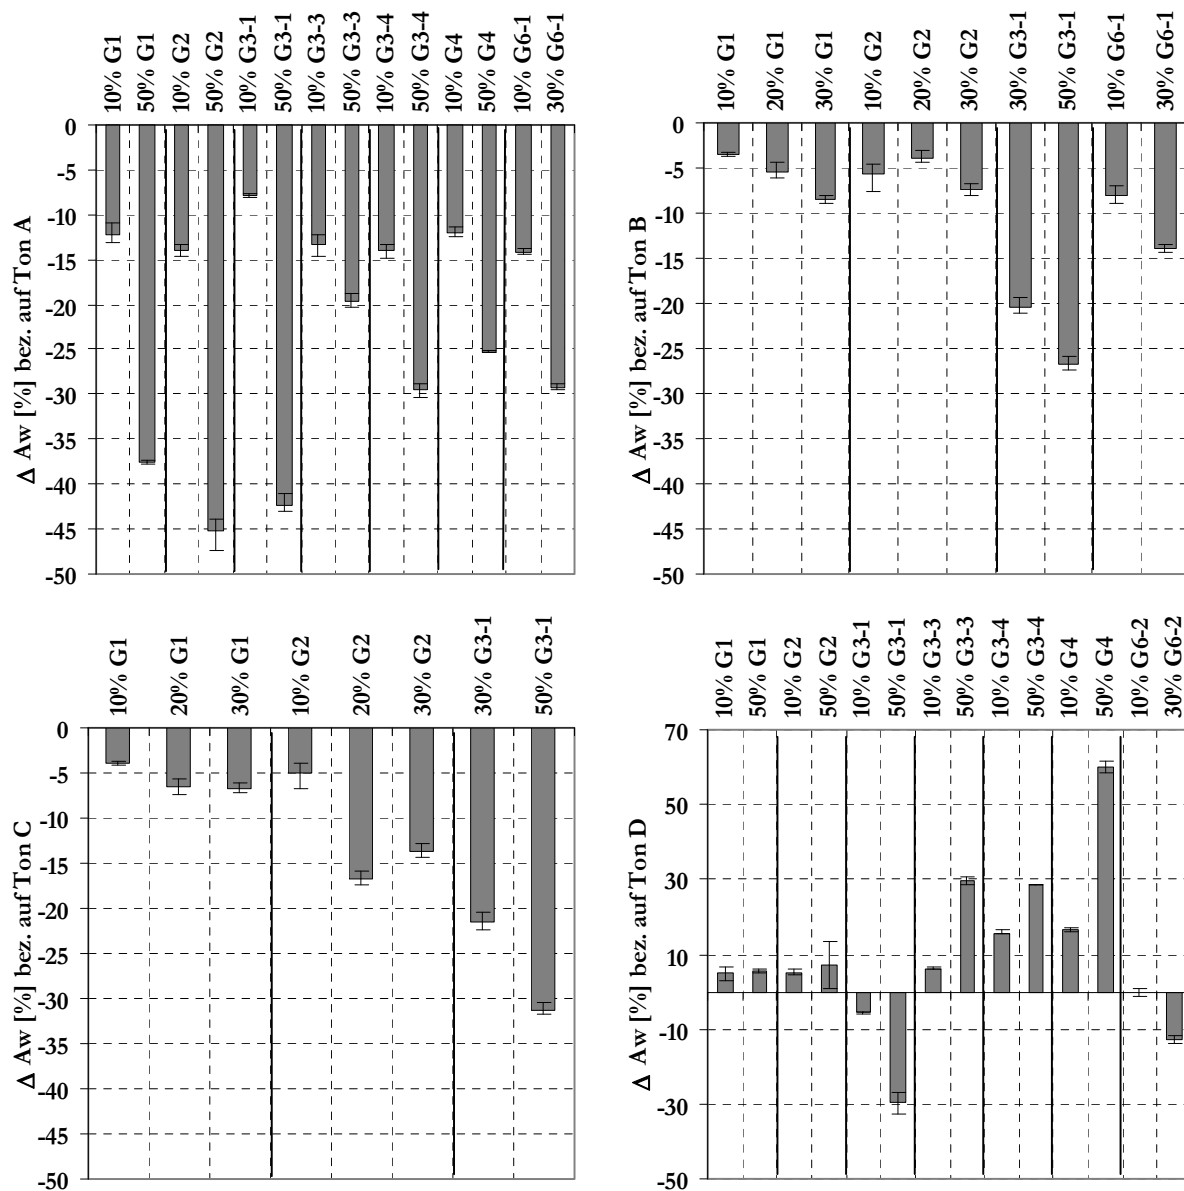 10% G1
50% G1
10% G2
50% G2
10% G3-1
50% G3-1
10% G3-3
50% G3-3
10% G3-4
50% G3-4
10% G4
50% G4
10% G6-1
30% G6-1
0
-5
-10
-15
-20
-25
-30
-35
-40
-45
-50
Δ Aw [%] bez. auf Ton A
10% G1
20% G1
30% G1
10% G2
20% G2
30% G2
30% G3-1
50% G3-1
10% G6-1
30% G6-1
0
-5
-10
-15
-20
-25
-30
-35
-40
-45
-50
Δ Aw [%] bez. auf Ton B
10% G1
20% G1
30% G1
10% G2
20% G2
30% G2
30% G3-1
50% G3-1
0
-5
-10
-15
-20
-25
-30
-35
-40
-45
-50
Δ Aw [%] bez. auf Ton C
10% G1
50% G1
10% G2
50% G2
10% G3-1
50% G3-1
10% G3-3
50% G3-3
10% G3-4
50% G3-4
10% G4
50% G4
10% G6-2
30% G6-2
70
50
30
10
-10
-30
-50
Δ Aw [%] bez. auf Ton D